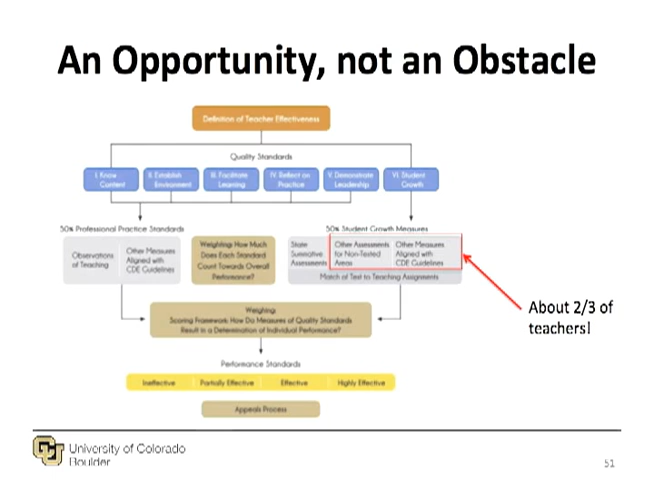 An Opportunity, not an Obstacle
Definition of Teacher Effectiveness
Quality Standards
I. Know
Content
II. Establish
Environment
III. Facilitate
Learning
IV. Reflect on
Practice
V. Demonstrate
Leadership
VI. Student
Growth
50% Professional Practice Standards
50% Student Growth Measures
Observations
of Teaching
Other Measures
Aligned with
CDE Guidelines
Weighting: How Much
Does Each Standard
Count Towards Overall
Performance?
State
Summative
Assessments
Other Assessments
for Non-Tested
Areas
Other Measures
Aligned with
CDE Guidelines
Match of Test to Teaching Assignments
About 2/3 of
teachers!
Weighting:
Scoring Framework: How Do Measures of Quality Standards
Result in a Determination of Individual Performance?
Performance Standards
Ineffective
Partially Effective
Effective
Highly Effective
Appeals Process
University of Colorado
Boulder
51